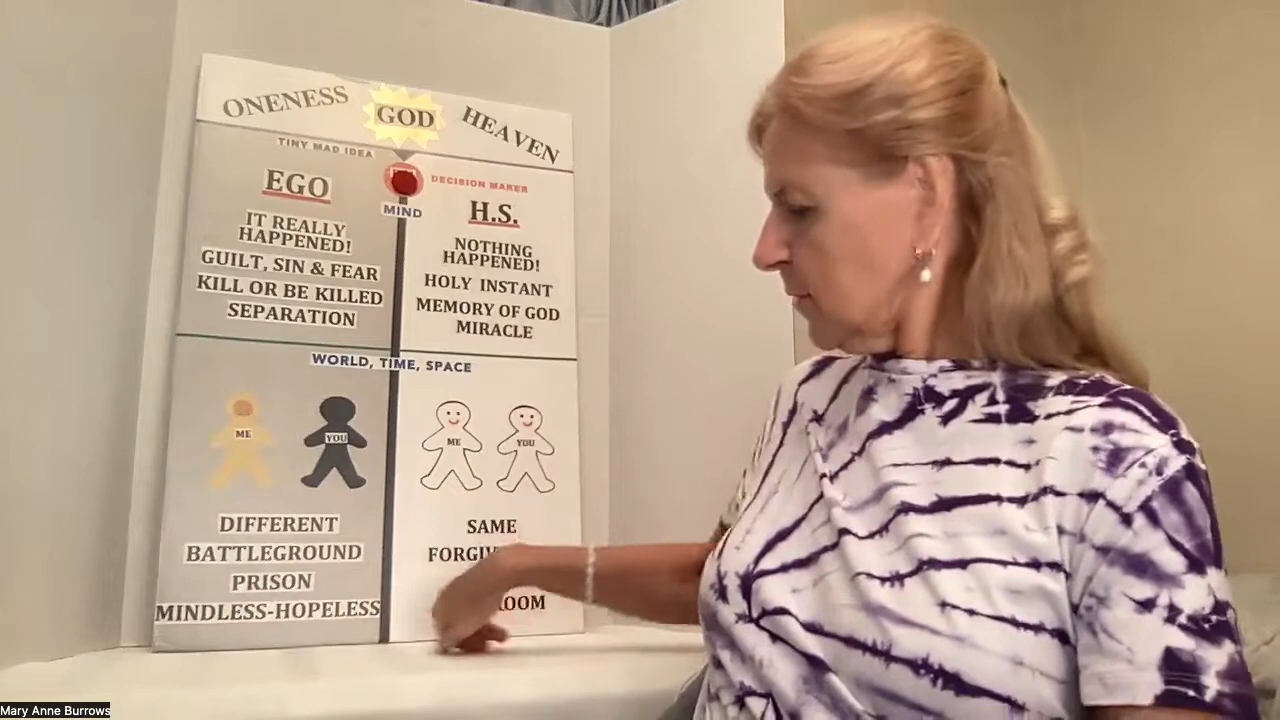 ONENESS GOD HEAVEN
TINY MAD IDEA
DECISION MAKER
MIND
EGO
IT REALLY
HAPPENED!
GUILT, SIN & FEAR
KILL OR BE KILLED
SEPARATION
H.S.
NOTHING
HAPPENED!
HOLY INSTANT
MEMORY OF GOD
MIRACLE
WORLD, TIME, SPACE
ME YOU
ME YOU
DIFFERENT
BATTLEGROUND
PRISON
MINDLESS-HOPELESS
SAME
Mary Anne Burrows